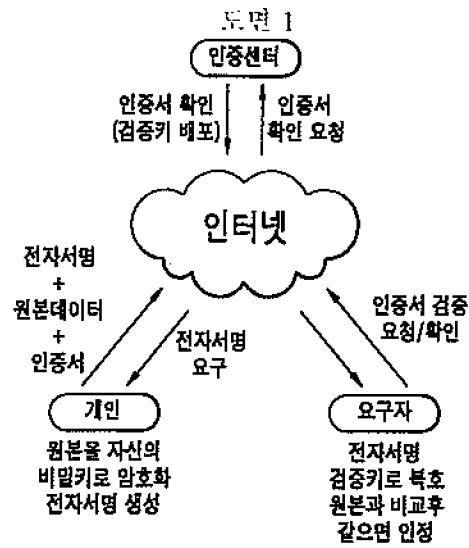 도면 1
인증센터
인증서 확인
(검증키 배포)
인증서
확인 요청
인터넷
전자서명
+
원본데이터
+
인증서
전자서명
요구
인증서 검증
요청/확인
개인
원본을 자신의
비밀키로 암호화
전자서명 생성
요구자
전자서명
검증키로 복호
원본과 비교후
같으면 인정